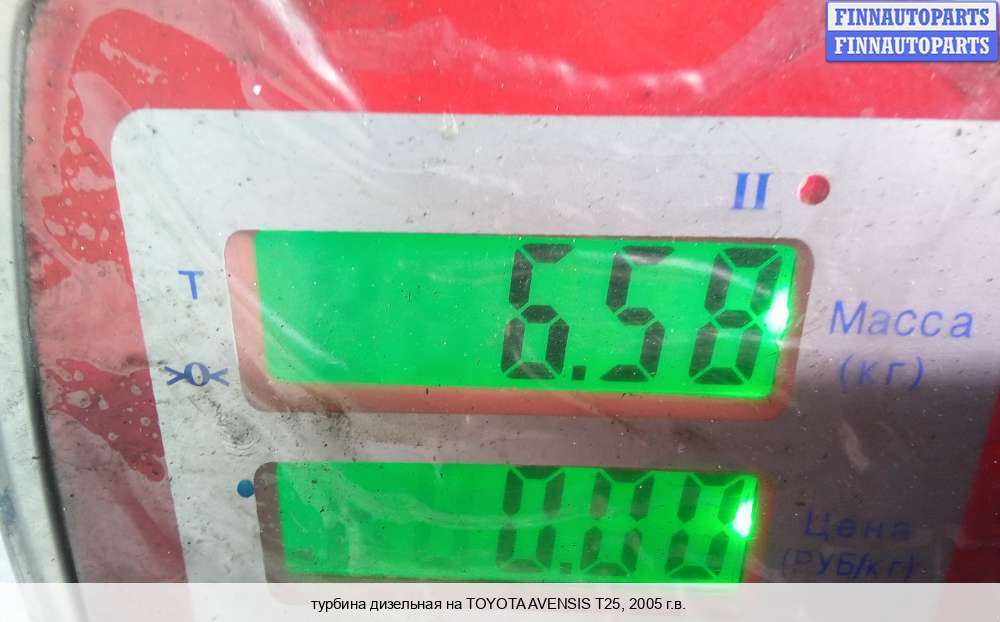 FINNAUTOPARTS
FINNAUTOPARTS
II
T
6.58
Масса
(кг)
>0<
0.00
Цена
(РУБ/кг)
турбина дизельная на TOYOTA AVENSIS T25, 2005 г.в.